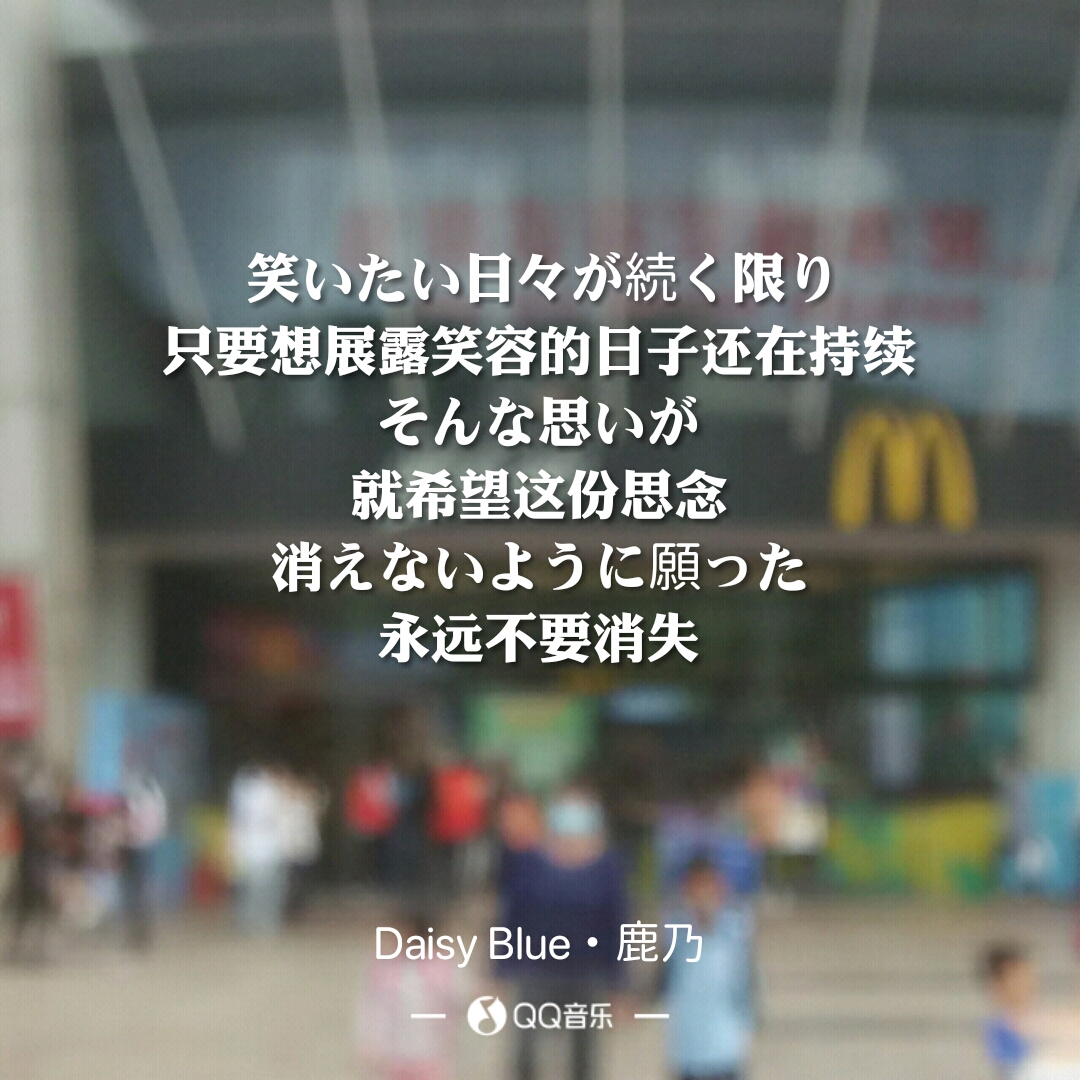 笑いたい日々が続く限り
只要想展露笑容的日子还在持续
そんな思いが
就希望这份思念
消えないように願った
永远不要消失
Daisy Blue・鹿乃
QQ音乐